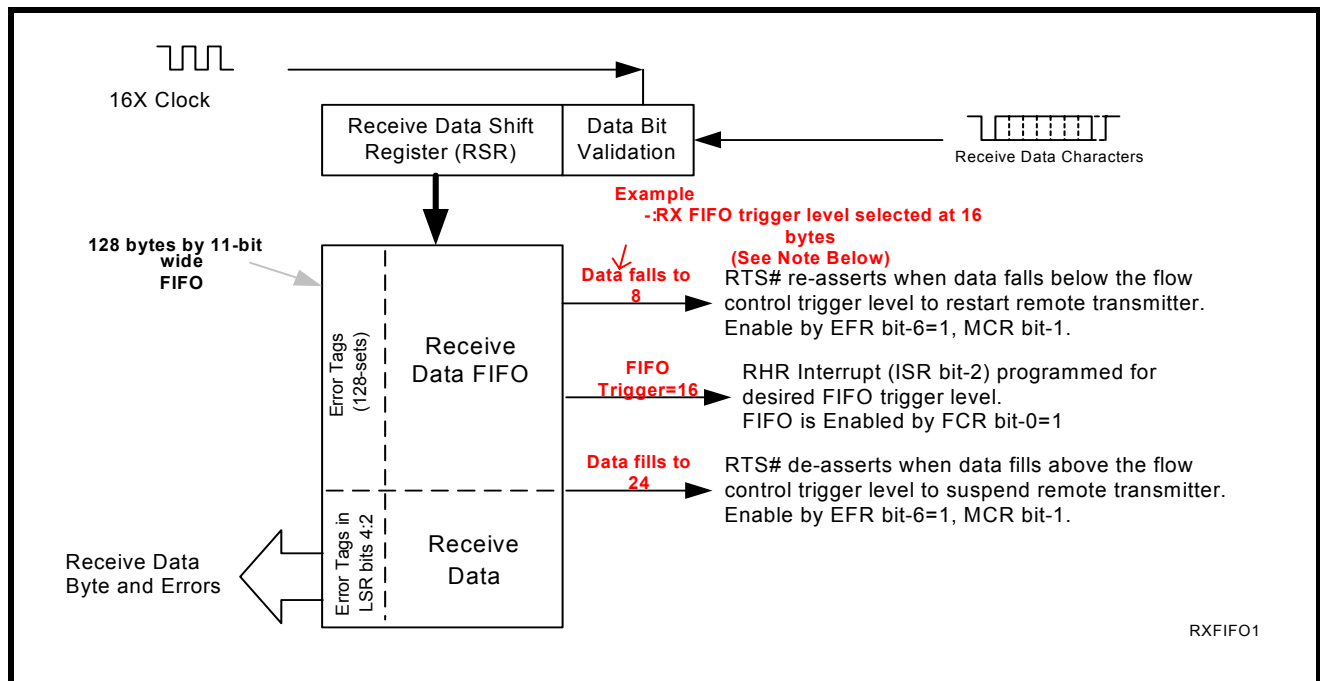 16X Clock
Receive Data Shift
Register (RSR)
Data Bit
Validation
Receive Data Characters
Example
-:RX FIFO trigger level selected at 16
bytes
(See Note Below)
128 bytes by 11-bit
wide
FIFO
Data falls to
8
RTS# re-asserts when data falls below the flow
control trigger level to restart remote transmitter.
Enable by EFR bit-6=1, MCR bit-1.
Error Tags
(128-sets)
Receive
Data FIFO
FIFO
Trigger=16
RHR Interrupt (ISR bit-2) programmed for
desired FIFO trigger level.
FIFO is Enabled by FCR bit-0=1
Data fills to
24
RTS# de-asserts when data fills above the flow
control trigger level to suspend remote transmitter.
Enable by EFR bit-6=1, MCR bit-1.
Error Tags in
LSR bits 4:2
Receive
Data
Receive Data
Byte and Errors
RXFIFO1